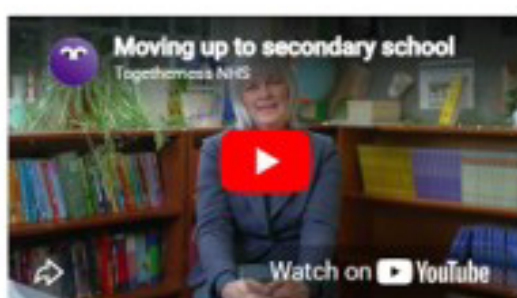 Moving up to secondary school
Togetherness NHS
Watch on YouTube